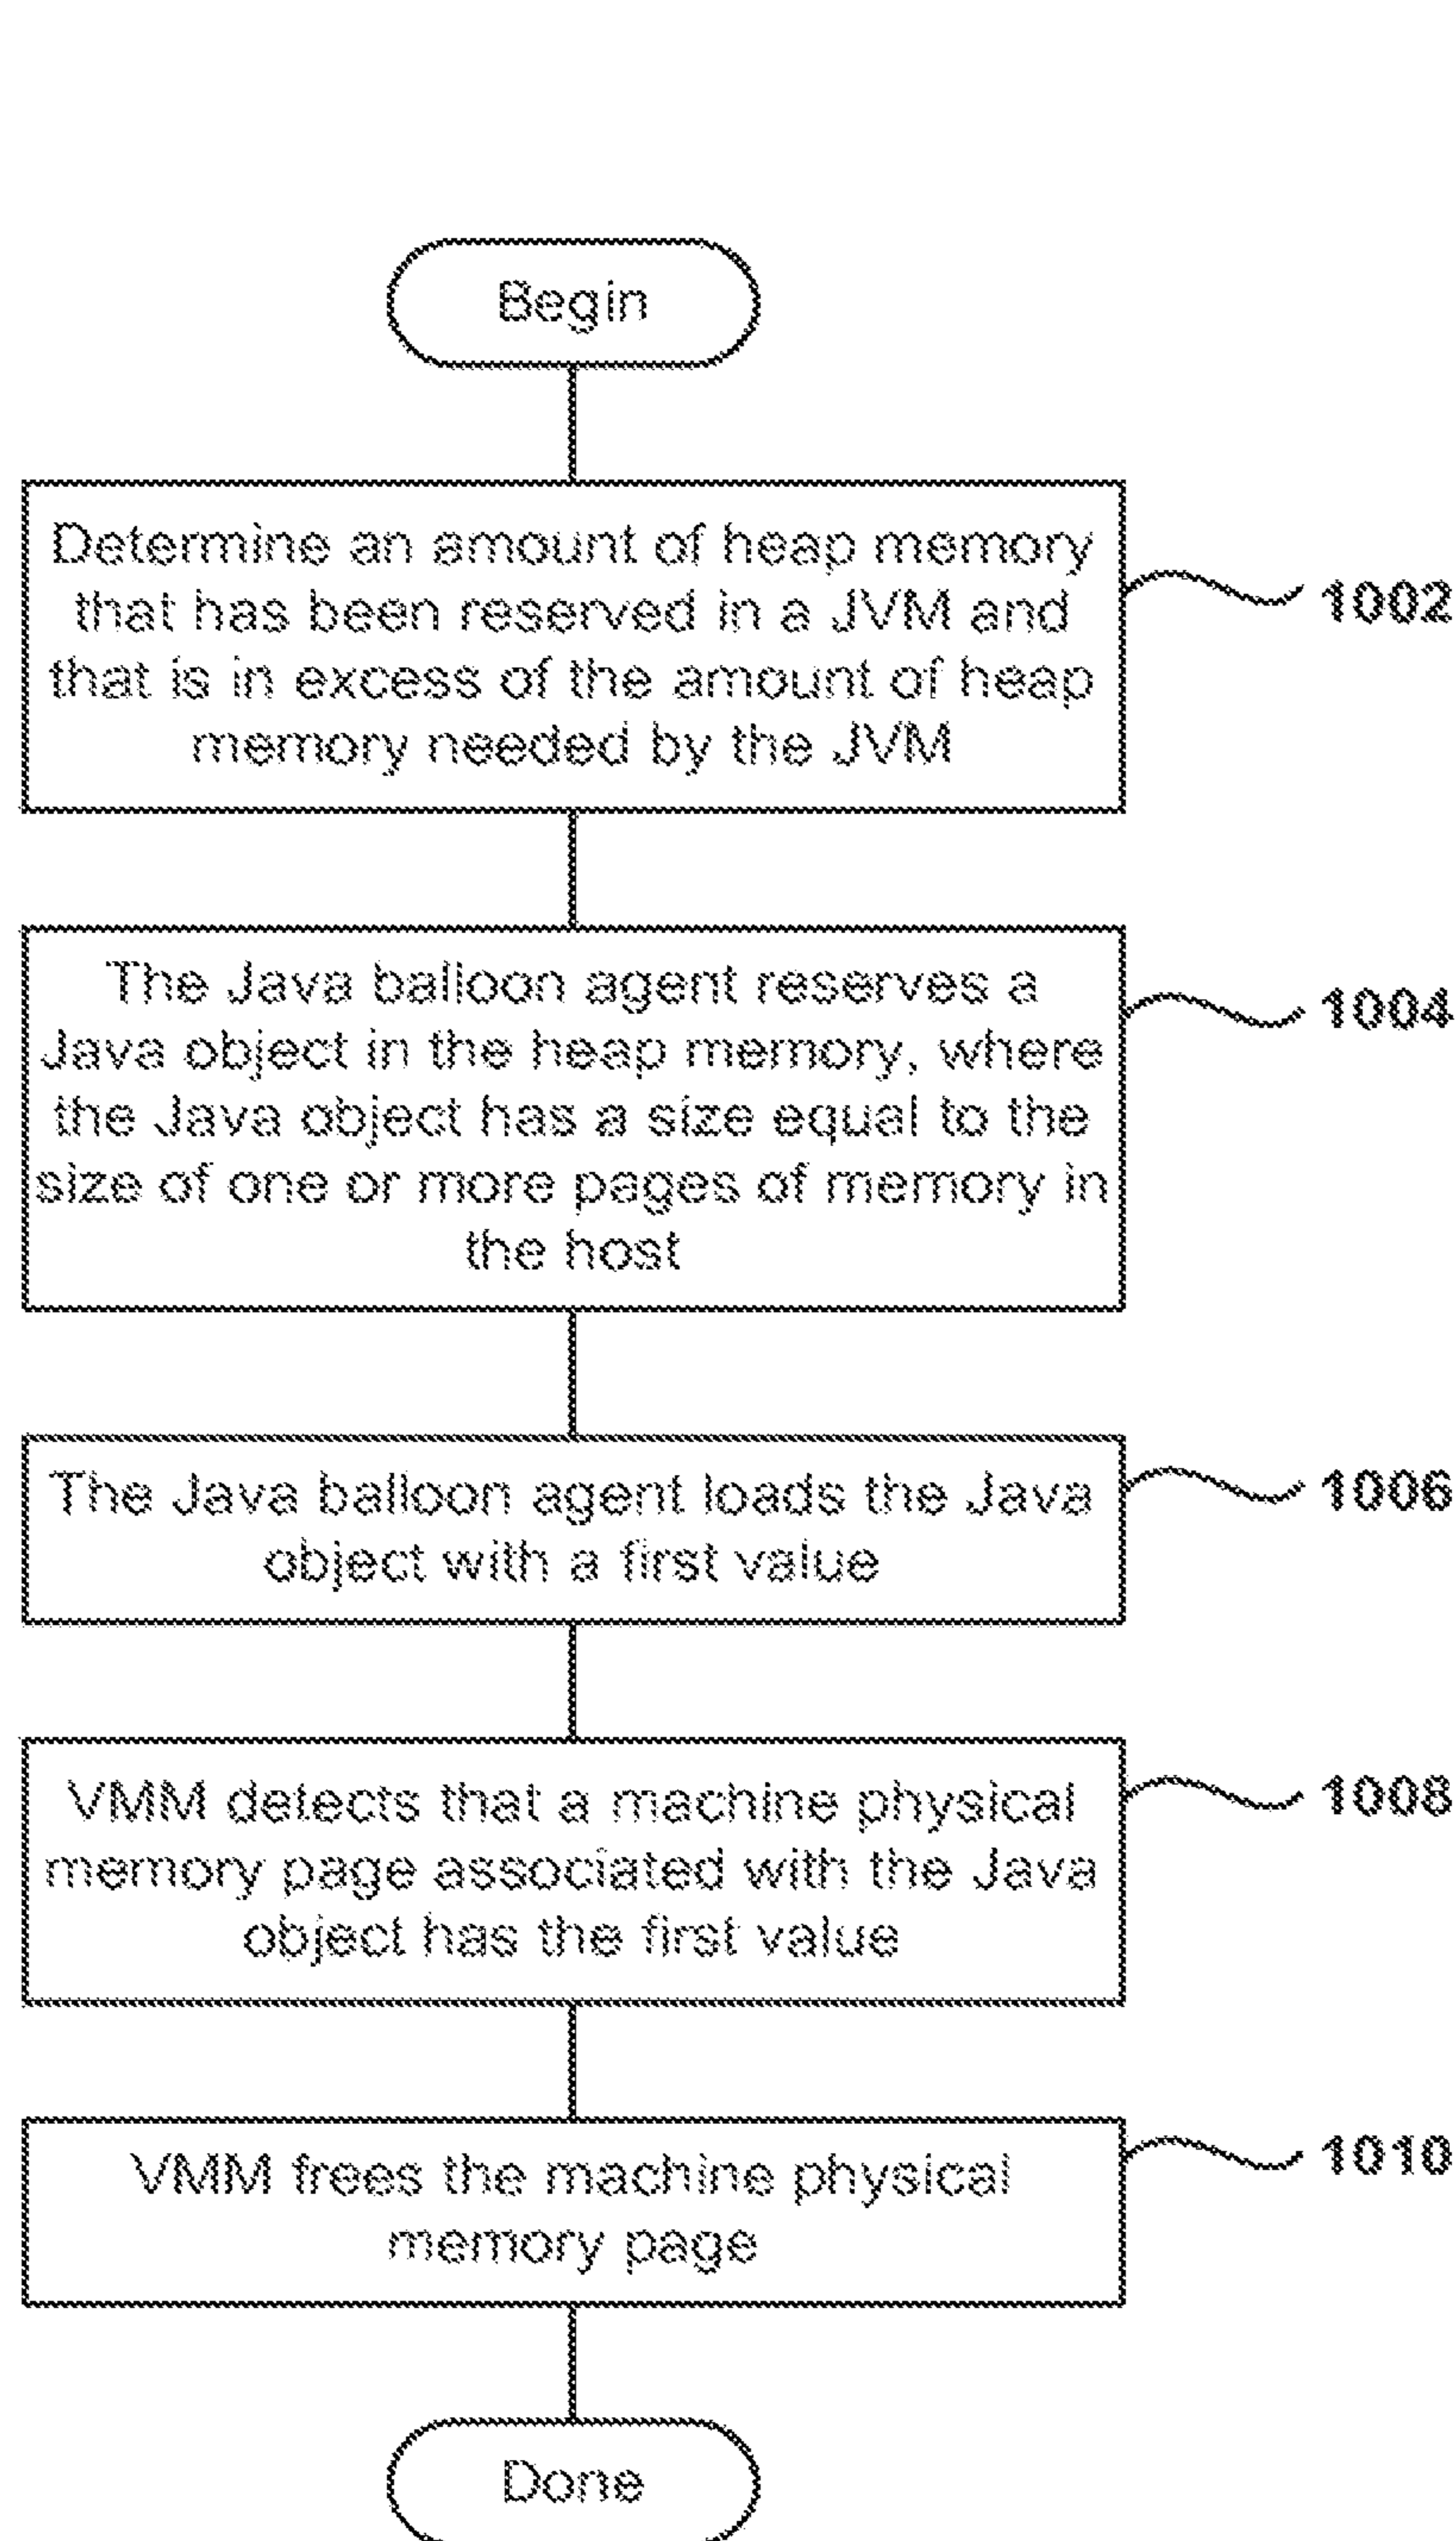 Begin
Determine an amount of heap memory
that has been reserved in a JVM and
that is in excess of the amount of heap
memory needed by the JVM
1002
The Java balloon agent reserves a
Java object in the heap memory, where
the Java object has a size equal to the
size of one or more pages of memory in
the host
1004
The Java balloon agent loads the Java
object with a first value
1006
VMM detects that a machine physical
memory page associated with the Java
object has the first value
1008
VMM frees the machine physical
memory page
1010
Done